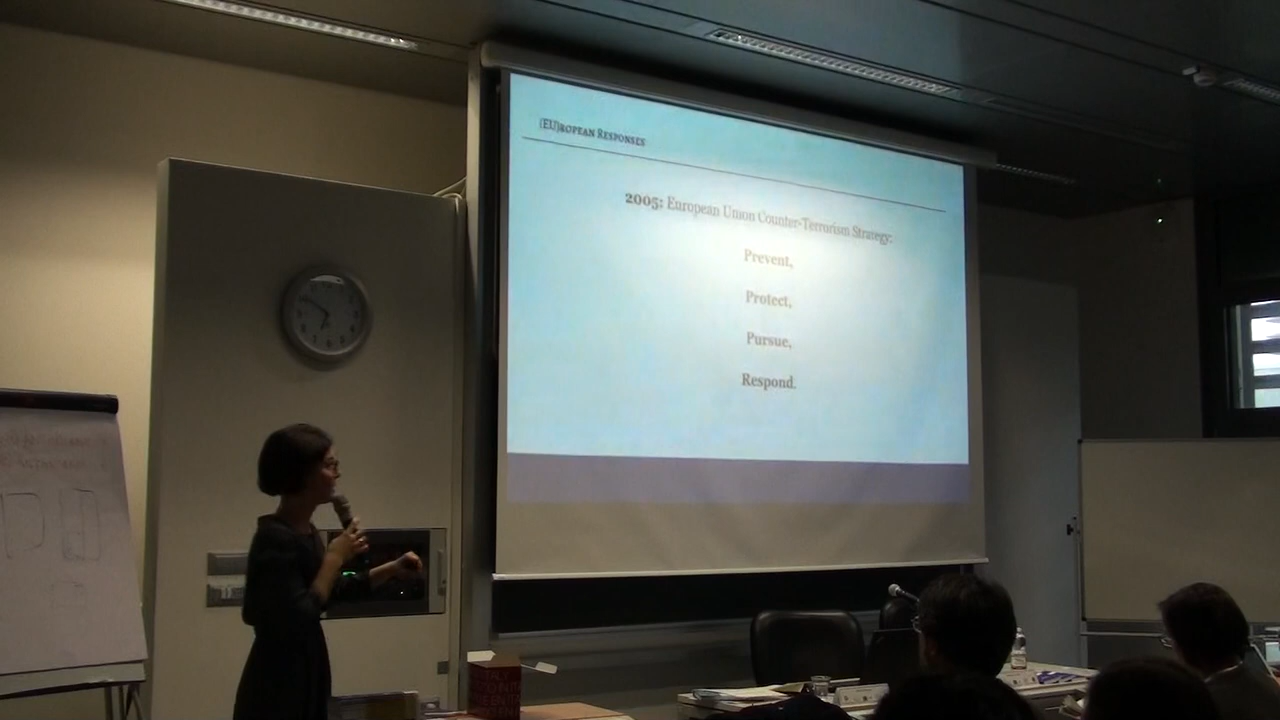 (EU)ROPEAN RESPONSES
2005: European Union Counter-Terrorism Strategy:
Prevent,
Protect,
Pursue,
Respond.